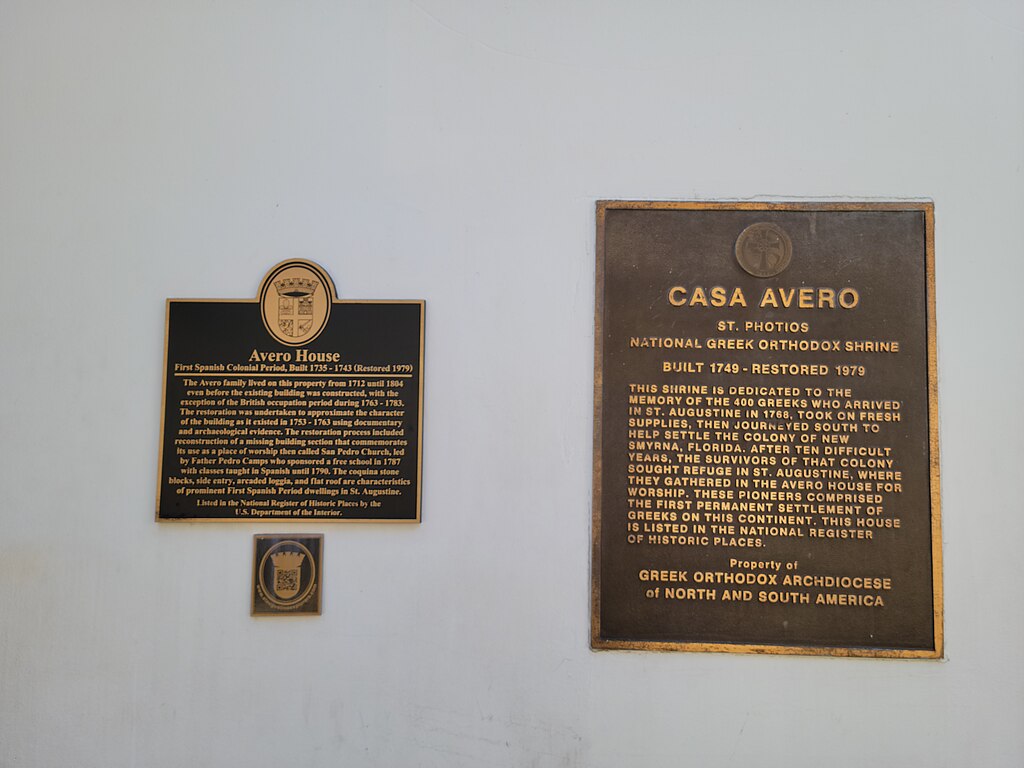 Avero House
First Spanish Colonial Period, Built 1735 - 1743 (Restored 1979)
The Avero family lived on this property from 1712 until 1804
even before the existing building was constructed, with the
exception of the British occupation period during 1763 - 1783.
The restoration was undertaken to approximate the character
of the building as it existed in 1753 - 1763 using documentary
and archaeological evidence. The restoration process included
reconstruction of a missing building section that commemorates
its use as a place of worship then called San Pedro Church, led
by Father Pedro Camps who sponsored a free school in 1787
with classes taught in Spanish until 1790. The coquina stone
blocks, side entry, arcaded loggia, and flat roof are characteristics
of prominent First Spanish Period dwellings in St. Augustine.
Listed in the National Register of Historic Places by the
U.S. Department of the Interior.
CASA AVERO
ST. PHOTIOS
NATIONAL GREEK ORTHODOX SHRINE
BUILT 1749 - RESTORED 1979
THIS SHRINE IS DEDICATED TO THE
MEMORY OF THE 400 GREEKS WHO ARRIVED
IN ST. AUGUSTINE IN 1768, TOOK ON FRESH
SUPPLIES, THEN JOURNEYED SOUTH TO
HELP SETTLE THE COLONY OF NEW
SMYRNA, FLORIDA. AFTER TEN DIFFICULT
YEARS, THE SURVIVORS OF THAT COLONY
SOUGHT REFUGE IN ST. AUGUSTINE, WHERE
THEY GATHERED IN THE AVERO HOUSE FOR
WORSHIP. THESE PIONEERS COMPRISED
THE FIRST PERMANENT SETTLEMENT OF
GREEKS ON THIS CONTINENT. THIS HOUSE
IS LISTED IN THE NATIONAL REGISTER
OF HISTORIC PLACES.
Property of
GREEK ORTHODOX ARCHDIOCESE
of NORTH AND SOUTH AMERICA